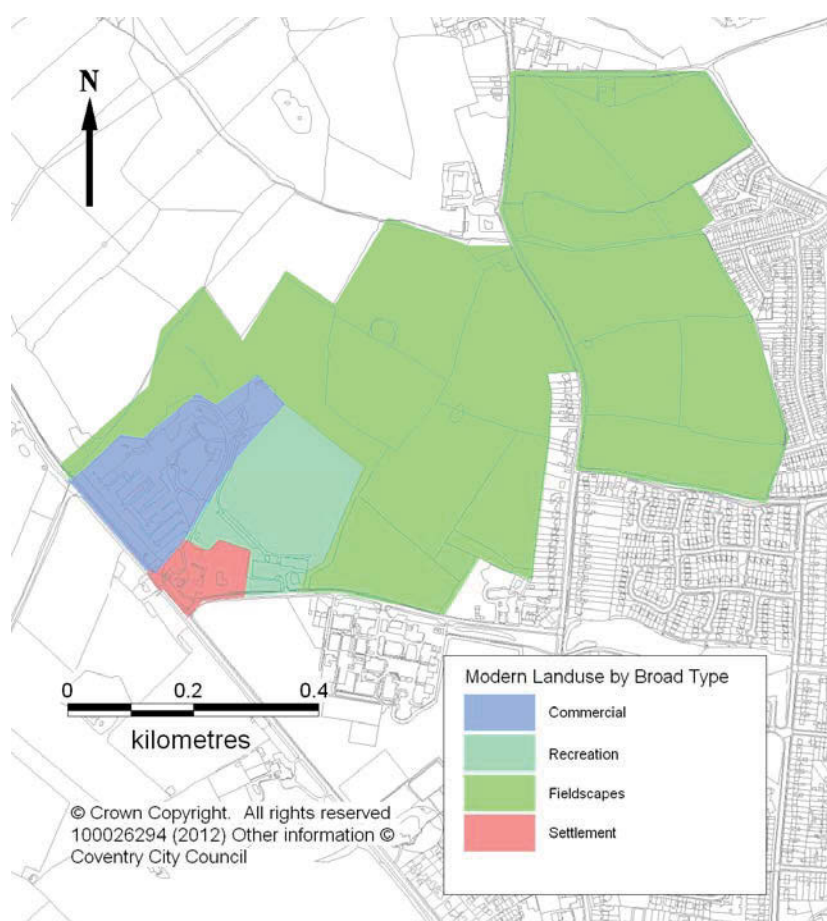 N
0 0.2 0.4
kilometres
© Crown Copyright. All rights reserved
100026294 (2012) Other information ©
Coventry City Council
Modern Landuse by Broad Type
Commercial
Recreation
Fieldscapes
Settlement